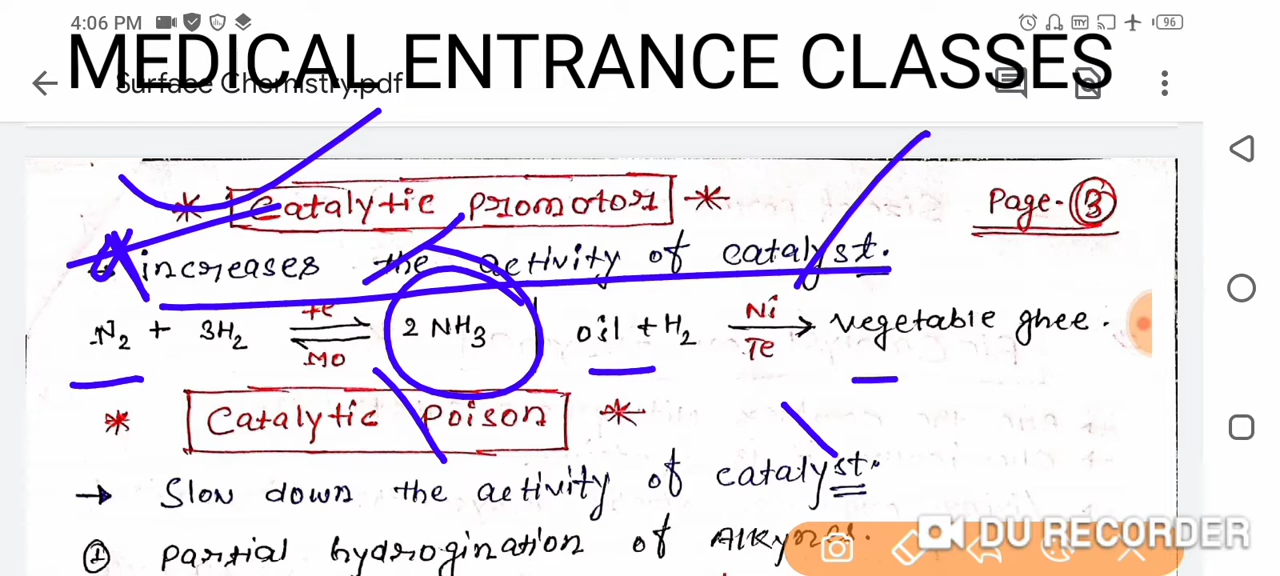 4:06 PM 96
MEDICAL ENTRANCE CLASSES
Surface Chemistry.pdf
* Catalytic Promotor * Page-3
→ increases the activity of catalyst.
N2 + 3H2 ⇌ 2NH3 | oil + H2 → vegetable ghee.
Fe Mo Ni Te
* Catalytic Poison *
→ Slow down the activity of catalyst.
① partial hydrogination of Alkynes.
DU RECORDER